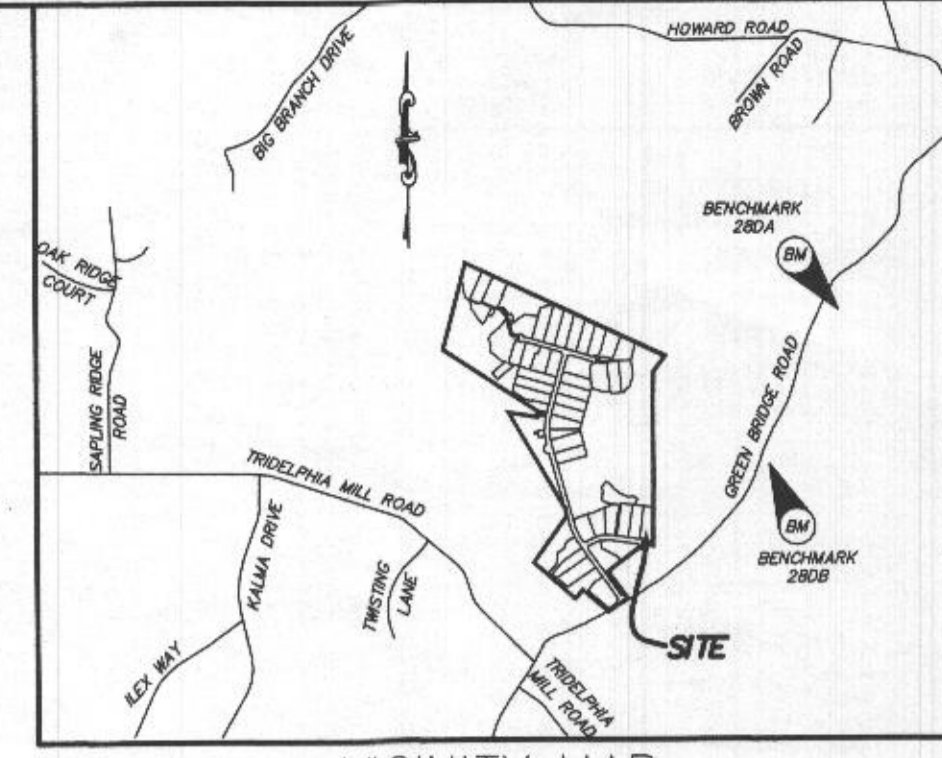 HOWARD ROAD
BROWN ROAD
BIG BRANCH DRIVE
BENCHMARK
28DA
BM
OAK RIDGE
COURT
SAPLING RIDGE
ROAD
GREEN BRIDGE ROAD
TRIDELPHIA MILL ROAD
KALMA DRIVE
TWISTING
LANE
BM
BENCHMARK
28DB
ILEX WAY
SITE
TRIDELPHIA
MILL ROAD